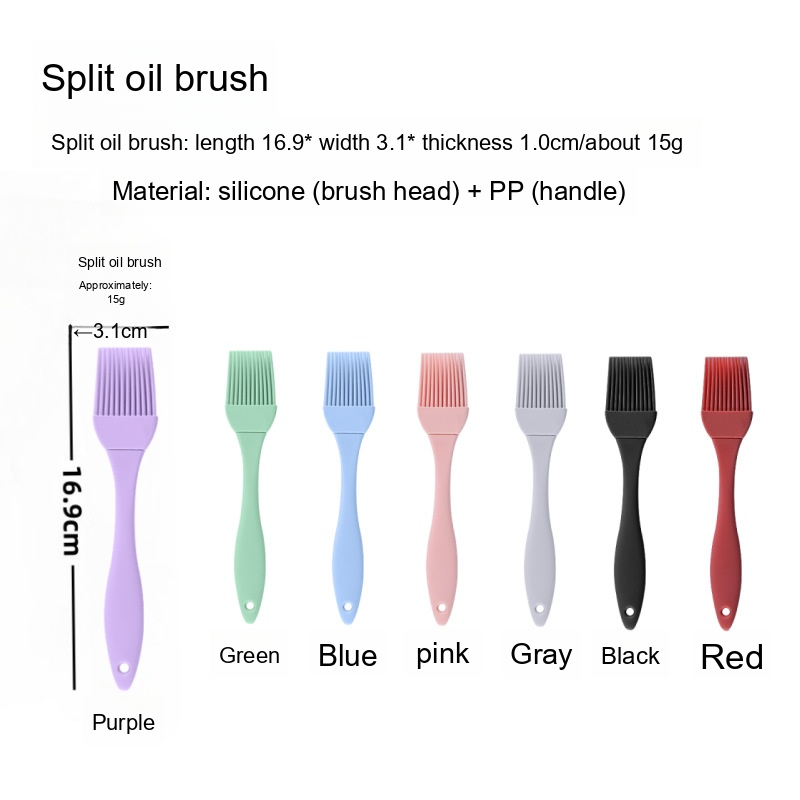 Split oil brush
Split oil brush: length 16.9* width 3.1* thickness 1.0cm/about 15g
Material: silicone (brush head) + PP (handle)
Split oil brush
Approximately:
15g
←3.1cm
16.9cm
Green
Blue
pink
Gray
Black
Red
Purple